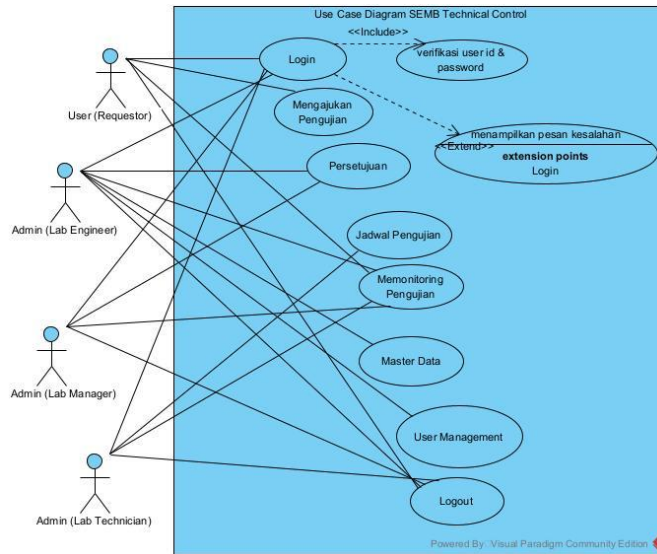 Use Case Diagram SEMB Technical Control
<<Include>>
Login
verifikasi user id &
password
User (Requestor)
Mengajukan
Pengujian
menampilkan pesan kesalahan
<<Extend>>
extension points
Login
Persetujuan
Admin (Lab Engineer)
Jadwal Pengujian
Memonitoring
Pengujian
Master Data
Admin (Lab Manager)
User Management
Logout
Admin (Lab Technician)
Powered By: Visual Paradigm Community Edition